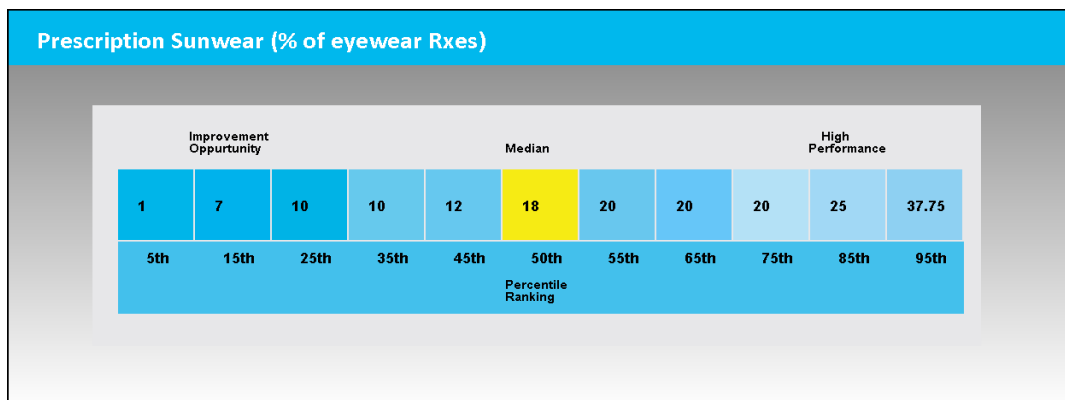 Prescription Sunwear (% of eyewear Rxes)
Improvement
Oppurtunity
Median
High
Performance
1 7 10 10 12 18 20 20 20 25 37.75
5th 15th 25th 35th 45th 50th 55th 65th 75th 85th 95th
Percentile
Ranking